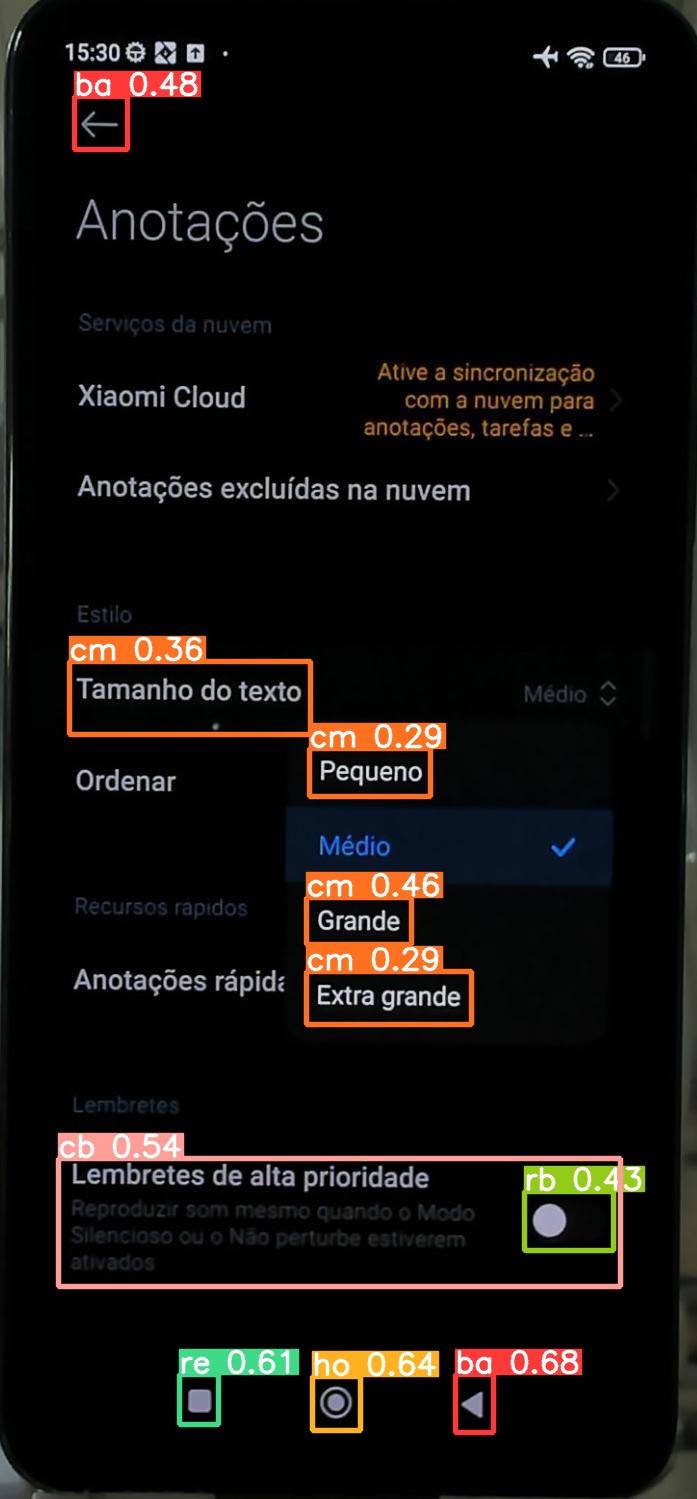 15:30
46
ba 0.48
Anotações
Serviços da nuvem
Xiaomi Cloud
Ative a sincronização
com a nuvem para
anotações, tarefas e ...
Anotações excluídas na nuvem
Estilo
cm 0.36
Tamanho do texto
Médio
cm 0.29
Pequeno
Ordenar
Médio
cm 0.46
Recursos rápidos
Grande
cm 0.29
Anotações rápida
Extra grande
Lembretes
cb 0.54
Lembretes de alta prioridade
rb 0.43
Reproduzir som mesmo quando o Modo
Silencioso ou o Não perturbe estiverem
ativados
re 0.61
ho 0.64
ba 0.68